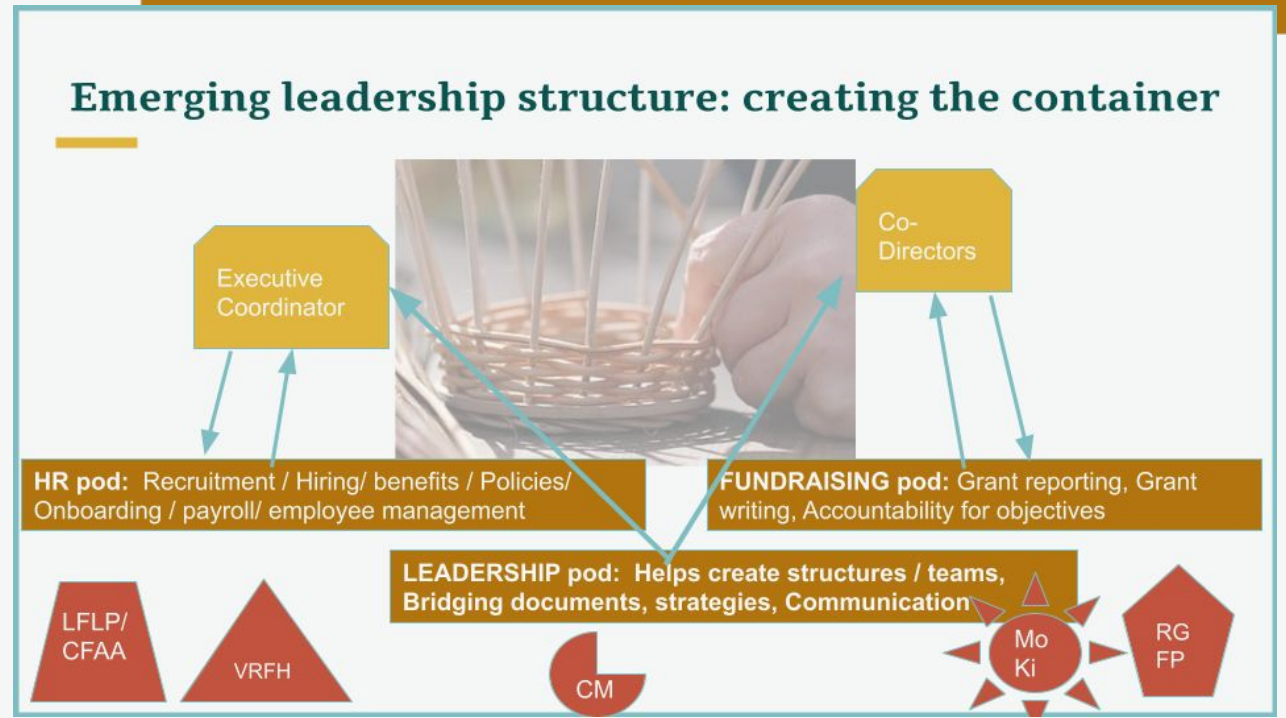 Emerging leadership structure: creating the container
Co-
Directors
Executive
Coordinator
HR pod:  Recruitment / Hiring/ benefits / Policies/
Onboarding / payroll/ employee management
FUNDRAISING pod: Grant reporting, Grant
writing, Accountability for objectives
LEADERSHIP pod:  Helps create structures / teams,
Bridging documents, strategies, Communication
LFLP/
CFAA
VRFH
CM
Mo
Ki
RG
FP